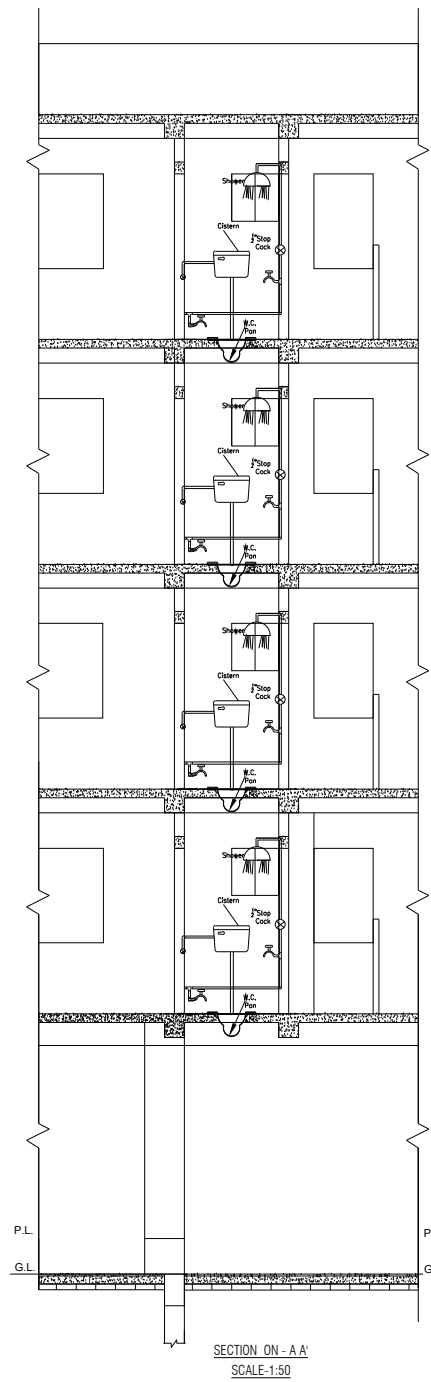 Shower
Cistern
½"Stop
Cock
W.C.
Pan
Shower
Cistern
½"Stop
Cock
W.C.
Pan
Shower
Cistern
½"Stop
Cock
W.C.
Pan
Shower
Cistern
½"Stop
Cock
W.C.
Pan
P.L.
P
G.L.
G
SECTION ON - A A'
SCALE-1:50